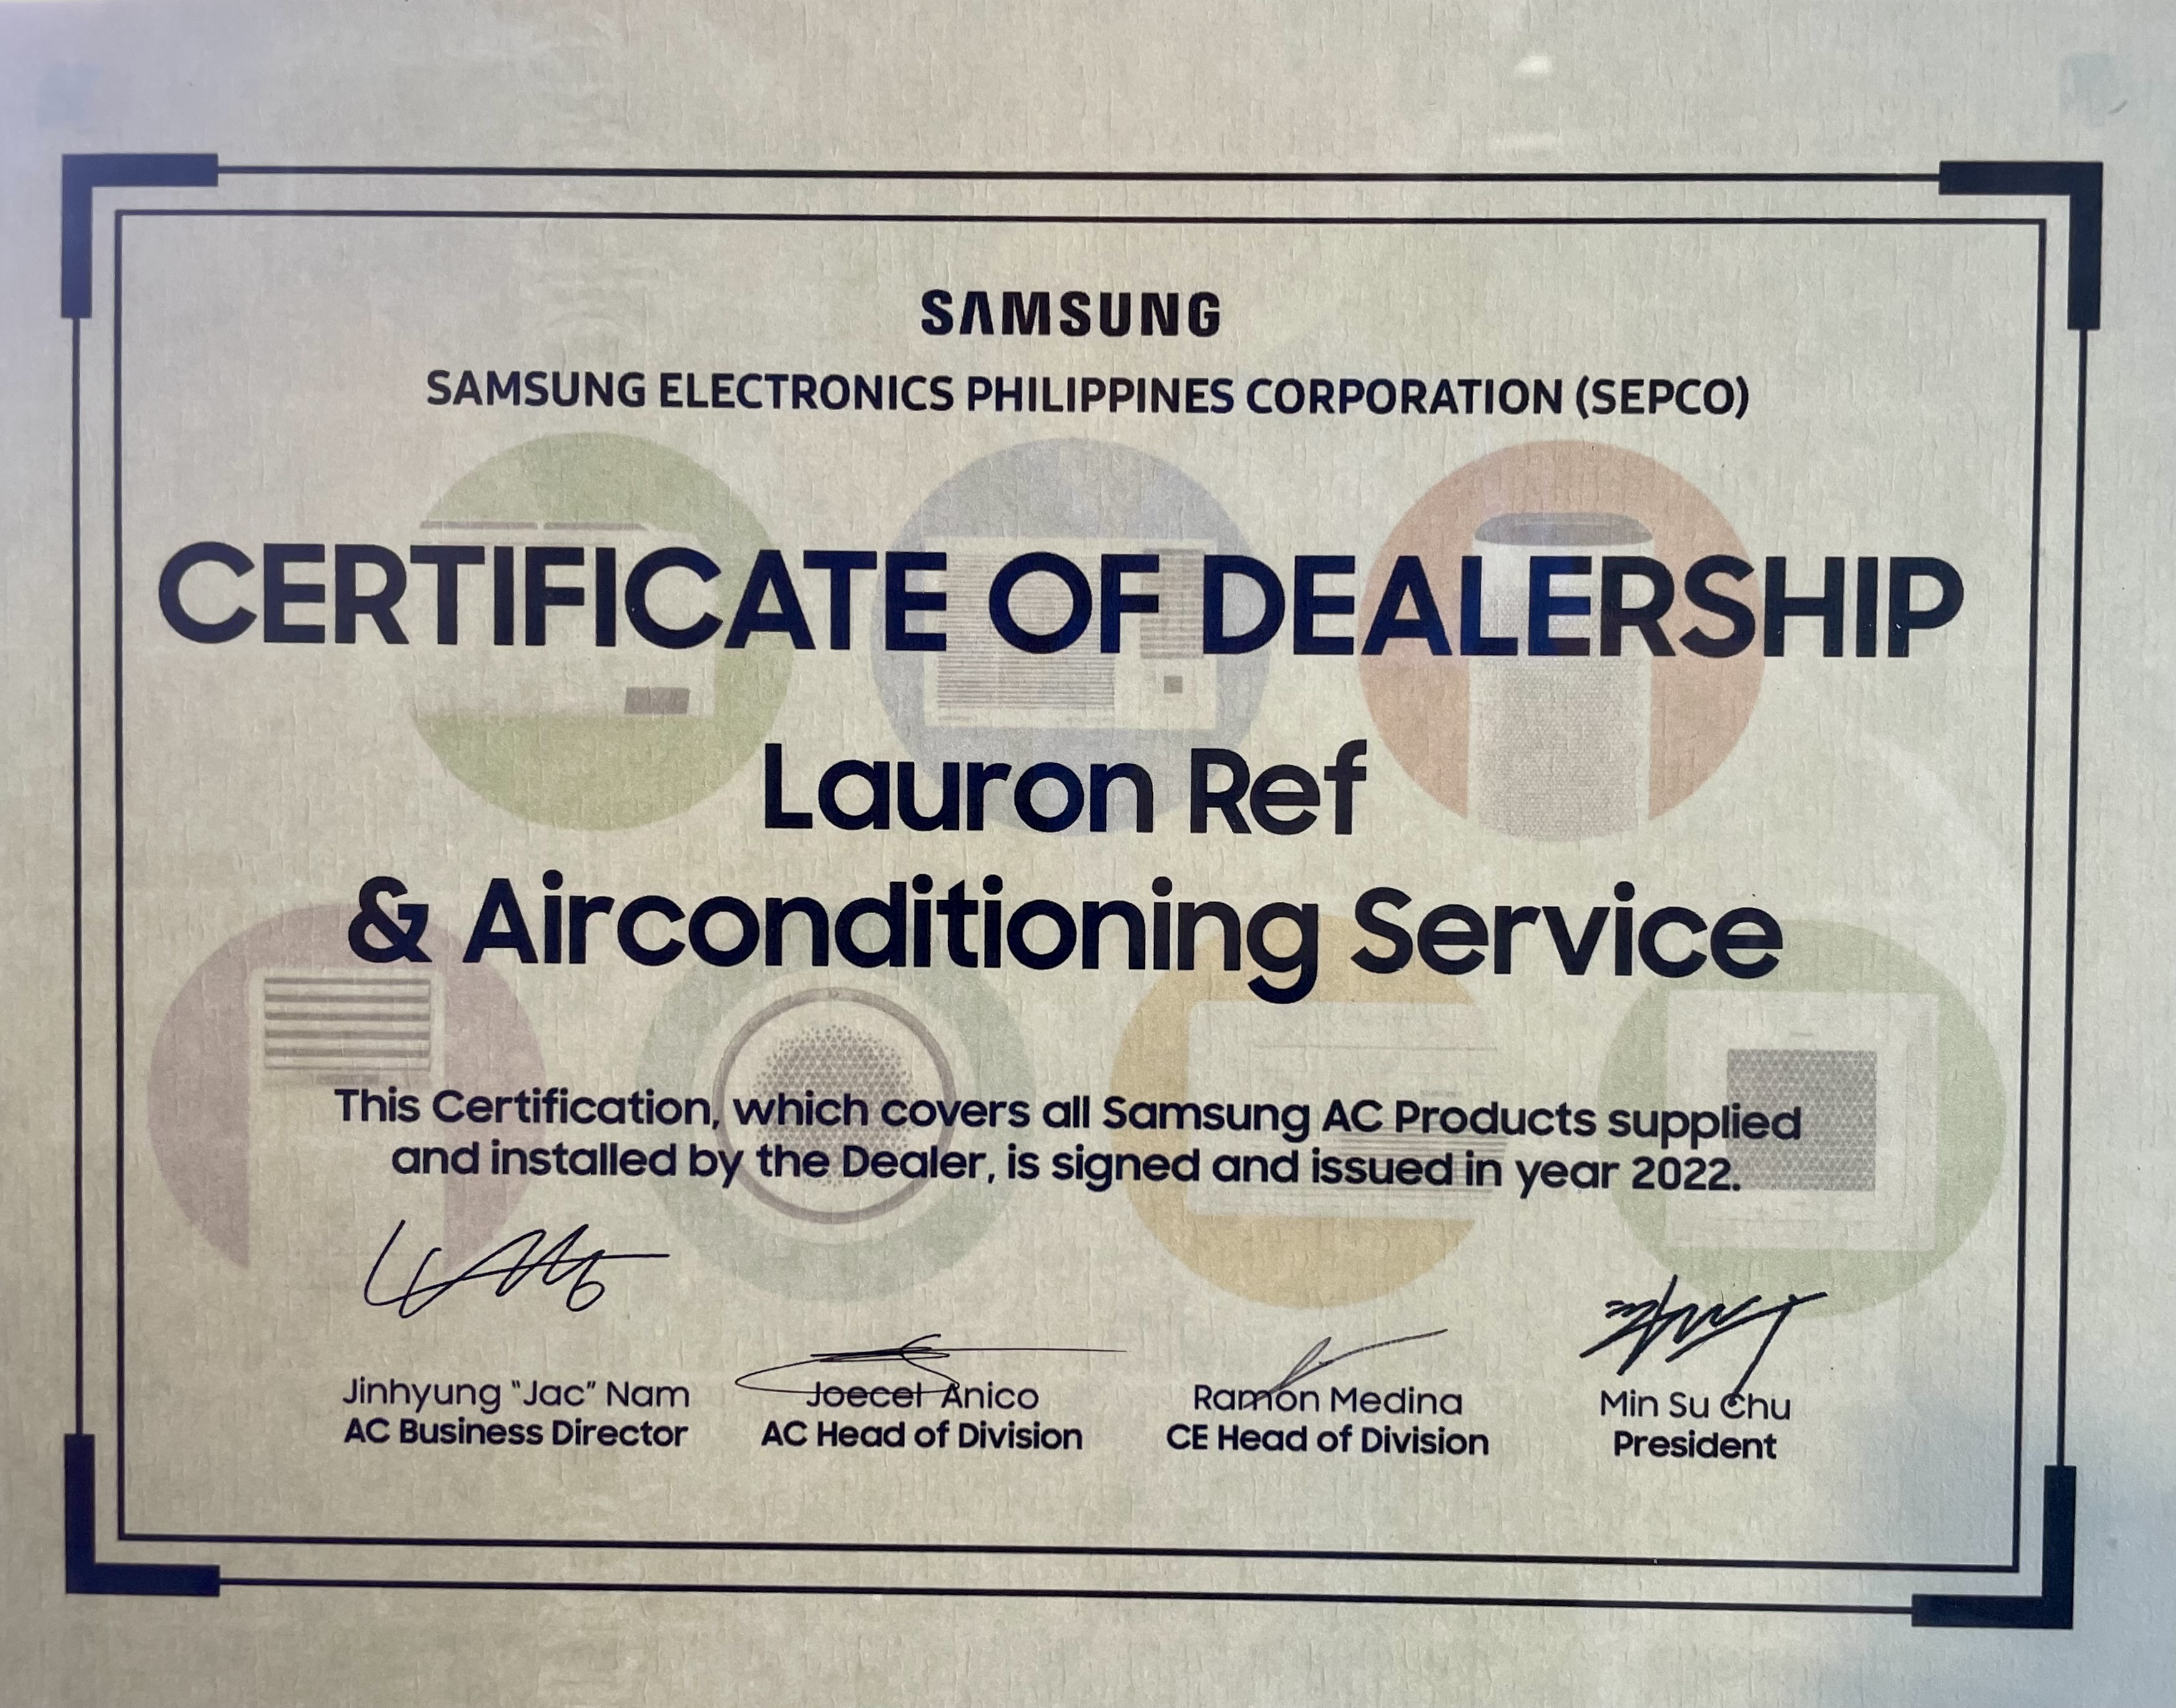 SAMSUNG
SAMSUNG ELECTRONICS PHILIPPINES CORPORATION (SEPCO)
CERTIFICATE OF DEALERSHIP
Lauron Ref
& Airconditioning Service
This Certification, which covers all Samsung AC Products supplied
and installed by the Dealer, is signed and issued in year 2022.
Jinhyung "Jac" Nam
AC Business Director
Joecel Anico
AC Head of Division
Ramon Medina
CE Head of Division
Min Su Chu
President